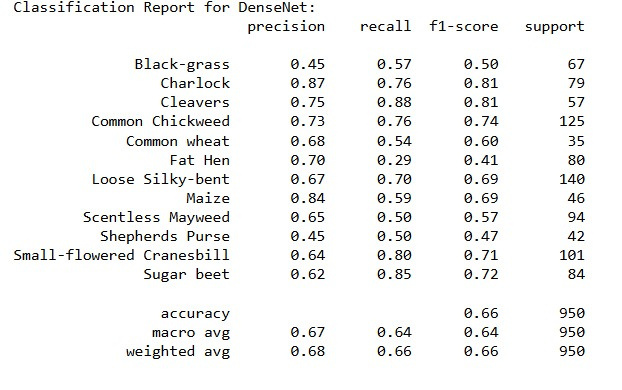 Classification Report for DenseNet:
precision recall f1-score support
Black-grass 0.45 0.57 0.50 67
Charlock 0.87 0.76 0.81 79
Cleavers 0.75 0.88 0.81 57
Common Chickweed 0.73 0.76 0.74 125
Common wheat 0.68 0.54 0.60 35
Fat Hen 0.70 0.29 0.41 80
Loose Silky-bent 0.67 0.70 0.69 140
Maize 0.84 0.59 0.69 46
Scentless Mayweed 0.65 0.50 0.57 94
Shepherds Purse 0.45 0.50 0.47 42
Small-flowered Cranesbill 0.64 0.80 0.71 101
Sugar beet 0.62 0.85 0.72 84
accuracy 0.66 950
macro avg 0.67 0.64 0.64 950
weighted avg 0.68 0.66 0.66 950